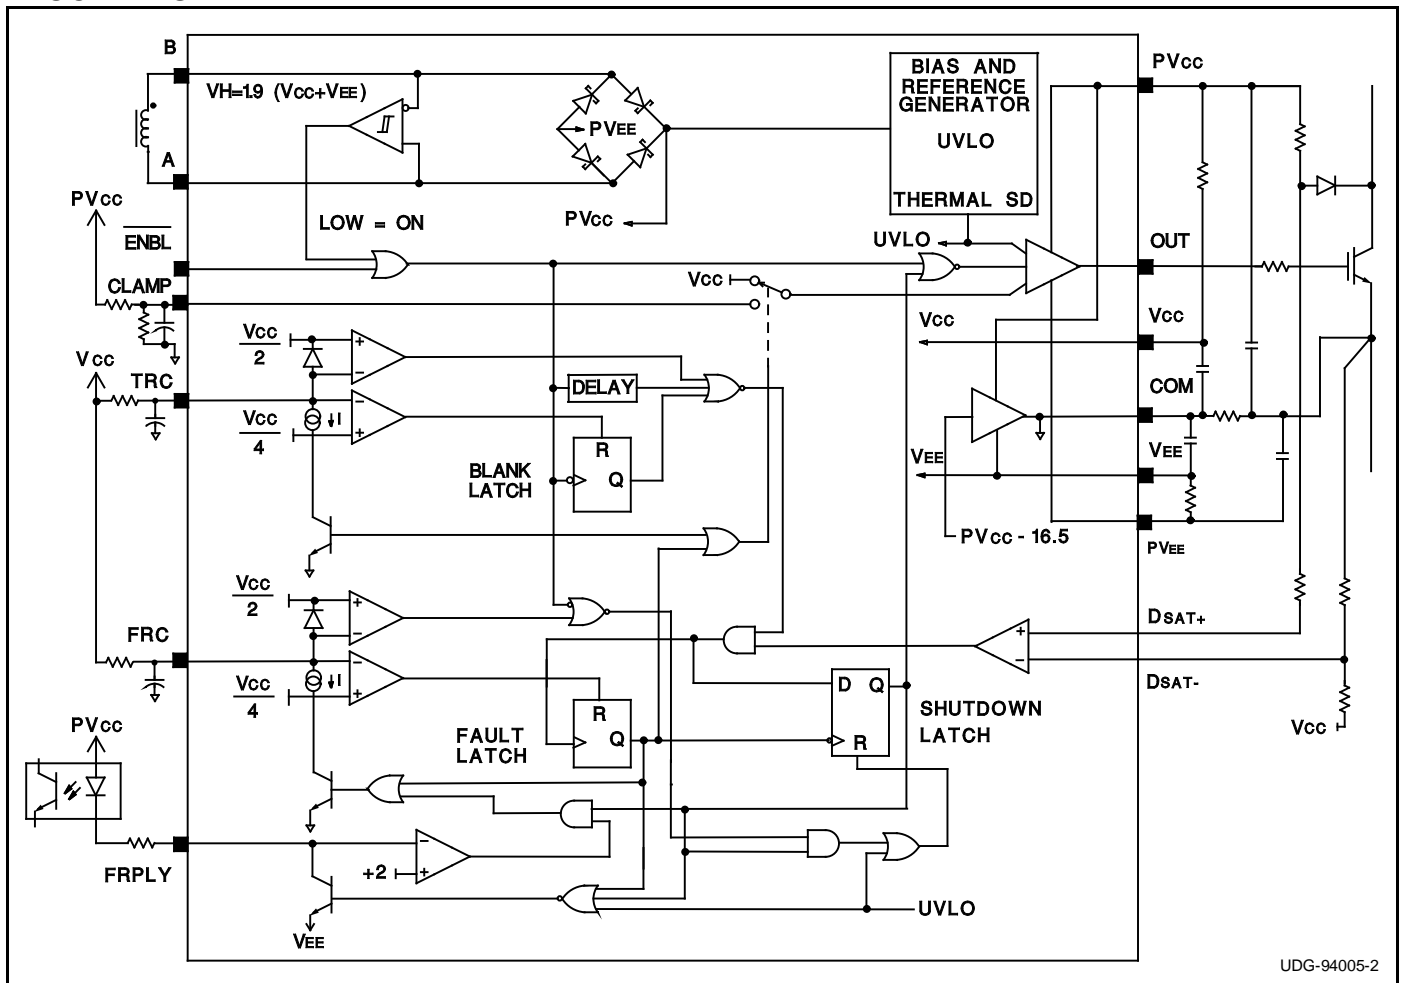 B
VH=1.9 (VCC+VEE)
A
PVEE
BIAS AND
REFERENCE
GENERATOR
UVLO
THERMAL SD
PVCC
PVCC
LOW = ON
PVCC
ENBL
UVLO
OUT
CLAMP
VCC
VCC
2
VCC
VCC
VCC
TRC
DELAY
COM
VCC
4
I
R
Q
BLANK
LATCH
VEE
VEE
PVCC - 16.5
PVEE
VCC
2
DSAT+
FRC
DSAT-
VCC
4
I
R
Q
FAULT
LATCH
D Q
R
SHUTDOWN
LATCH
VCC
PVCC
FRPLY
+2
UVLO
VEE
+
-
-
+
+
-
-
+
+
-
-
+
UDG-94005-2